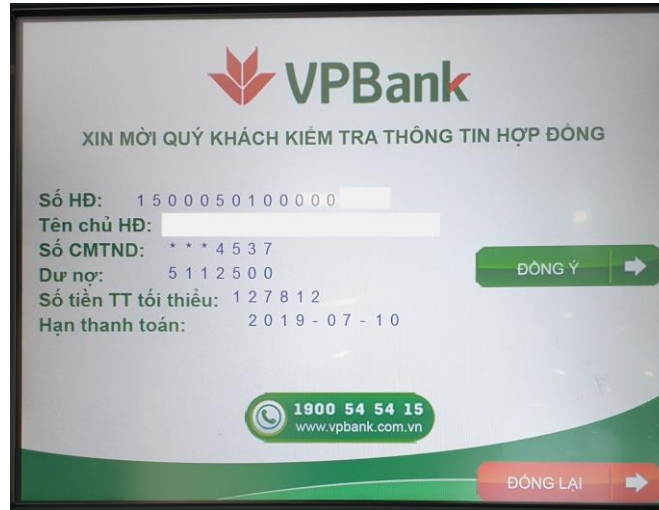 VPBank
XIN MỜI QUÝ KHÁCH KIỂM TRA THÔNG TIN HỢP ĐỒNG
Số HĐ: 1500050100000
Tên chủ HĐ:
Số CMTND: ***4537
Dư nợ: 5112500
Số tiền TT tối thiểu: 127812
Hạn thanh toán: 2019-07-10
ĐỒNG Ý
1900 54 54 15
www.vpbank.com.vn
ĐÓNG LẠI